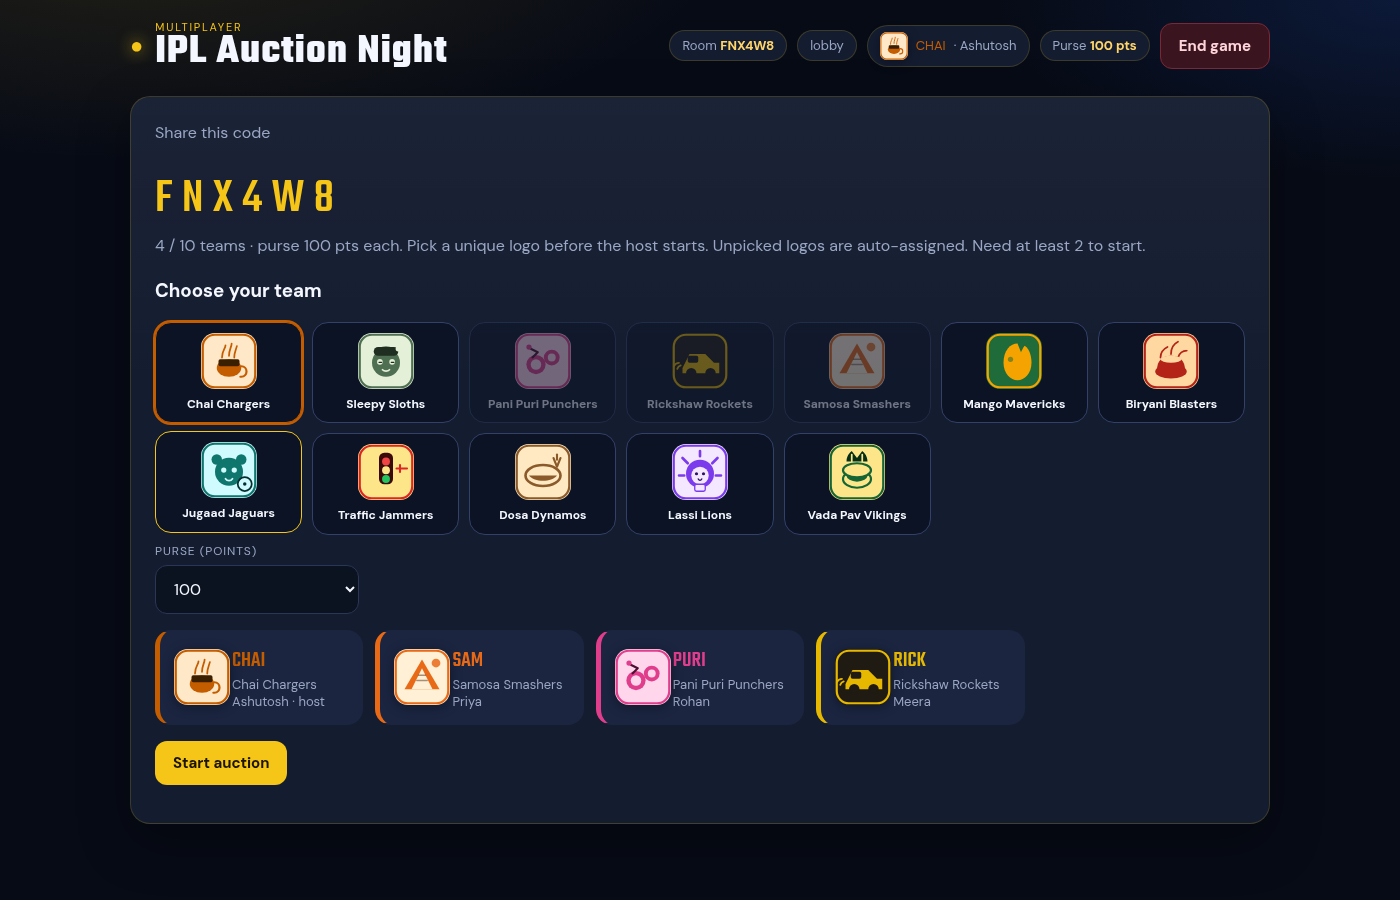 MULTIPLAYER
IPL Auction Night
Room FNX4W8
lobby
CHAI · Ashutosh
Purse 100 pts
End game
Share this code
FNX4W8
4 / 10 teams · purse 100 pts each. Pick a unique logo before the host starts. Unpicked logos are auto-assigned. Need at least 2 to start.
Choose your team
Chai Chargers
Sleepy Sloths
Pani Puri Punchers
Rickshaw Rockets
Samosa Smashers
Mango Mavericks
Biryani Blasters
Jugaad Jaguars
Traffic Jammers
Dosa Dynamos
Lassi Lions
Vada Pav Vikings
PURSE (POINTS)
100
CHAI
Chai Chargers
Ashutosh · host
SAM
Samosa Smashers
Priya
PURI
Pani Puri Punchers
Rohan
RICK
Rickshaw Rockets
Meera
Start auction